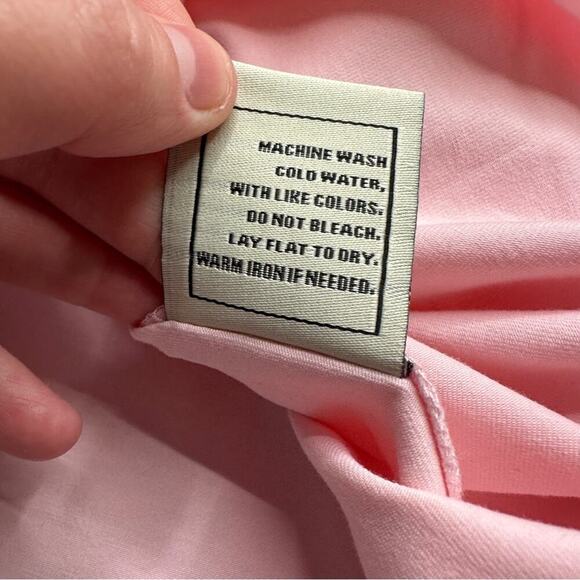 MACHINE WASH
COLD WATER,
WITH LIKE COLORS.
DO NOT BLEACH.
LAY FLAT TO DRY.
WARM IRON IF NEEDED.